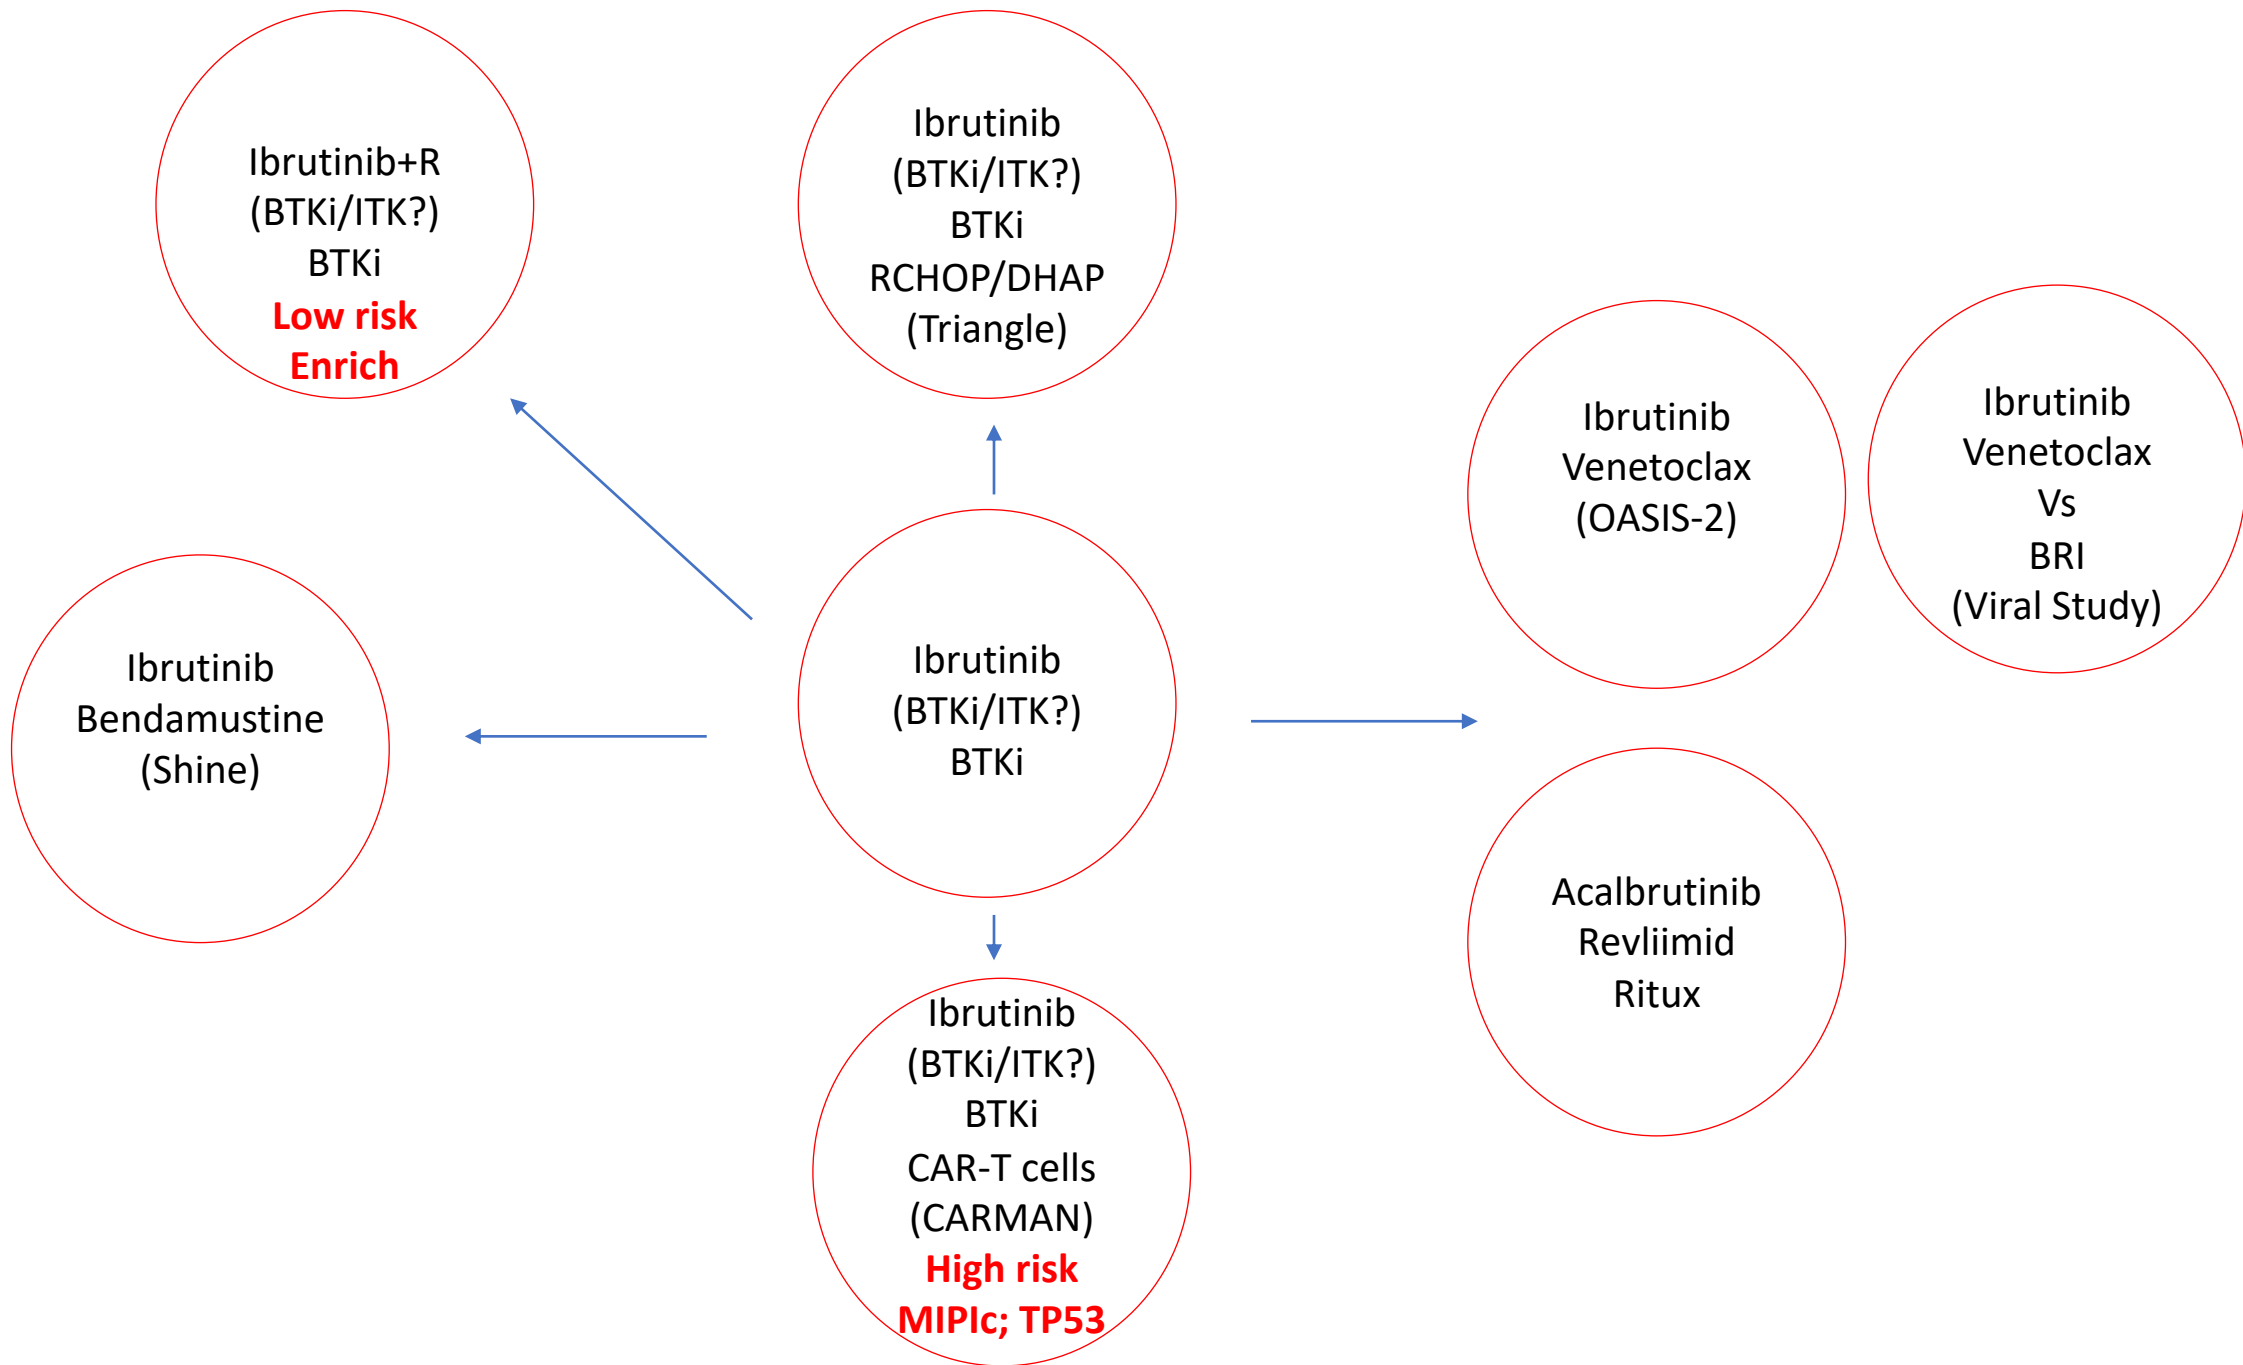 Ibrutinib+R
(BTKi/ITK?)
BTKi
Low risk
Enrich
Ibrutinib
(BTKi/ITK?)
BTKi
RCHOP/DHAP
(Triangle)
Ibrutinib
Venetoclax
(OASIS-2)
Ibrutinib
Venetoclax
Vs
BRI
(Viral Study)
Ibrutinib
Bendamustine
(Shine)
Ibrutinib
(BTKi/ITK?)
BTKi
Acalbrutinib
Revliimid
Ritux
Ibrutinib
(BTKi/ITK?)
BTKi
CAR-T cells
(CARMAN)
High risk
MIPIc; TP53